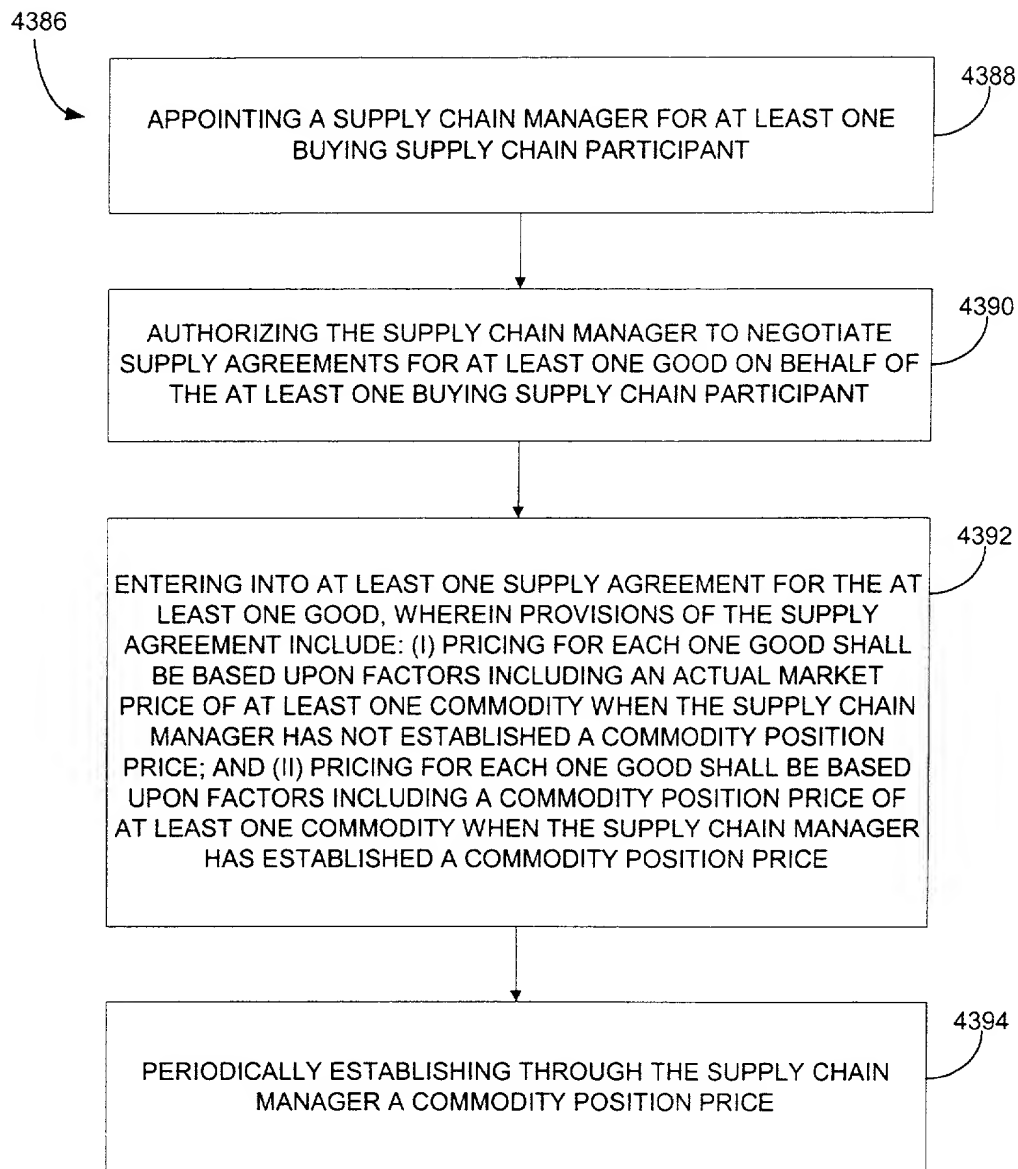 4386
4388
APPOINTING A SUPPLY CHAIN MANAGER FOR AT LEAST ONE
BUYING SUPPLY CHAIN PARTICIPANT
4390
AUTHORIZING THE SUPPLY CHAIN MANAGER TO NEGOTIATE
SUPPLY AGREEMENTS FOR AT LEAST ONE GOOD ON BEHALF OF
THE AT LEAST ONE BUYING SUPPLY CHAIN PARTICIPANT
4392
ENTERING INTO AT LEAST ONE SUPPLY AGREEMENT FOR THE AT
LEAST ONE GOOD, WHEREIN PROVISIONS OF THE SUPPLY
AGREEMENT INCLUDE: (I) PRICING FOR EACH ONE GOOD SHALL
BE BASED UPON FACTORS INCLUDING AN ACTUAL MARKET
PRICE OF AT LEAST ONE COMMODITY WHEN THE SUPPLY CHAIN
MANAGER HAS NOT ESTABLISHED A COMMODITY POSITION
PRICE; AND (II) PRICING FOR EACH ONE GOOD SHALL BE BASED
UPON FACTORS INCLUDING A COMMODITY POSITION PRICE OF
AT LEAST ONE COMMODITY WHEN THE SUPPLY CHAIN MANAGER
HAS ESTABLISHED A COMMODITY POSITION PRICE
4394
PERIODICALLY ESTABLISHING THROUGH THE SUPPLY CHAIN
MANAGER A COMMODITY POSITION PRICE